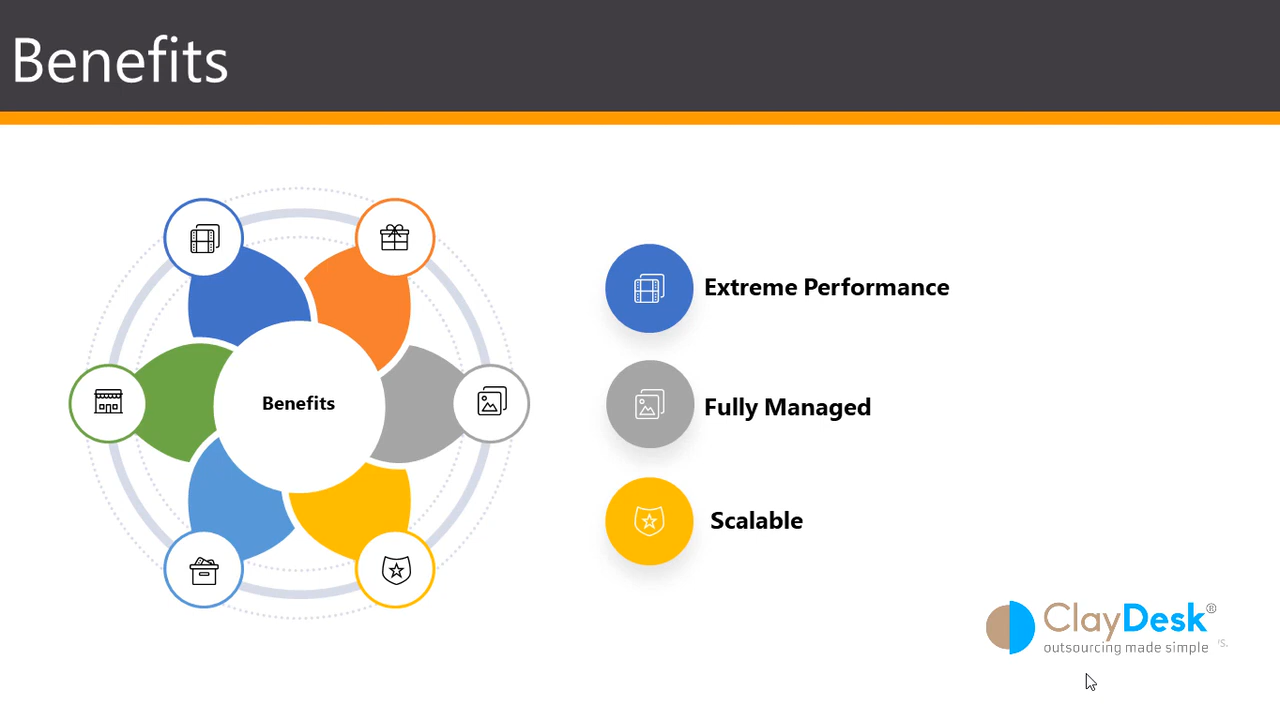 Benefits
Extreme Performance
Benefits
Fully Managed
Scalable
ClayDesk®
outsourcing made simple
's.